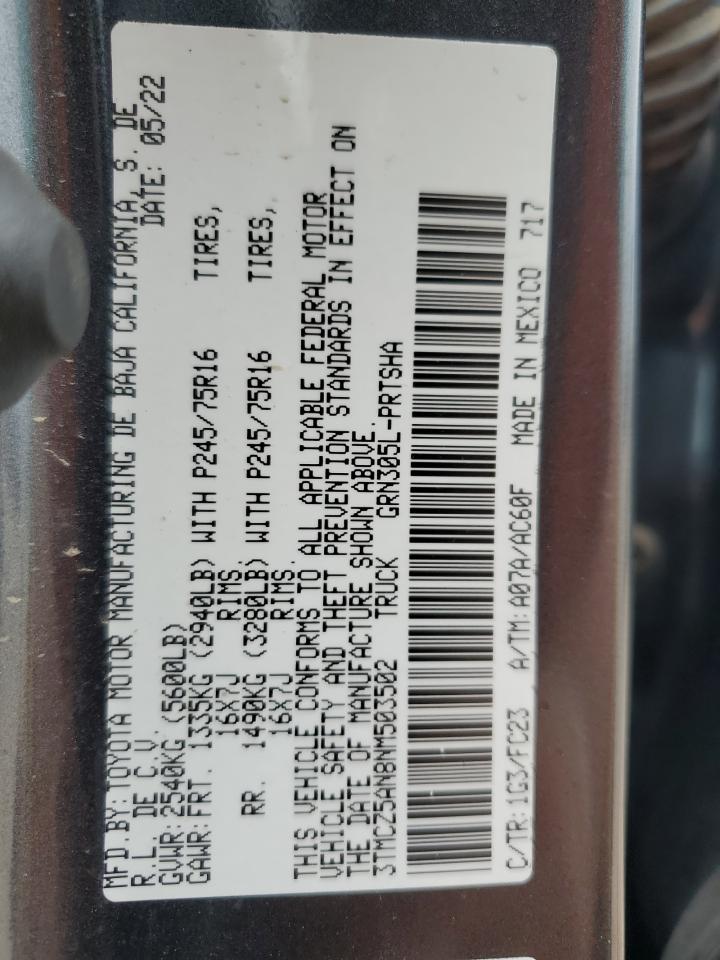 MFD.BY:TOYOTA MOTOR MANUFACTURING DE BAJA CALIFORNIA, S. DE
R.L. DE C.V. DATE: 05/22
GVWR:2540KG (5600LB)
GAWR:FRT. 1335KG (2940LB) WITH P245/75R16 TIRES,
16X7J RIMS.
RR. 1490KG (3280LB) WITH P245/75R16 TIRES,
16X7J RIMS.
THIS VEHICLE CONFORMS TO ALL APPLICABLE FEDERAL MOTOR
VEHICLE SAFETY AND THEFT PREVENTION STANDARDS IN EFFECT ON
THE DATE OF MANUFACTURE SHOWN ABOVE.
3TMCZ5AN8NM503502 TRUCK GRN305L-PRTSHA
C/TR:1G3/FC23 A/TM:A07A/AC60F MADE IN MEXICO 717